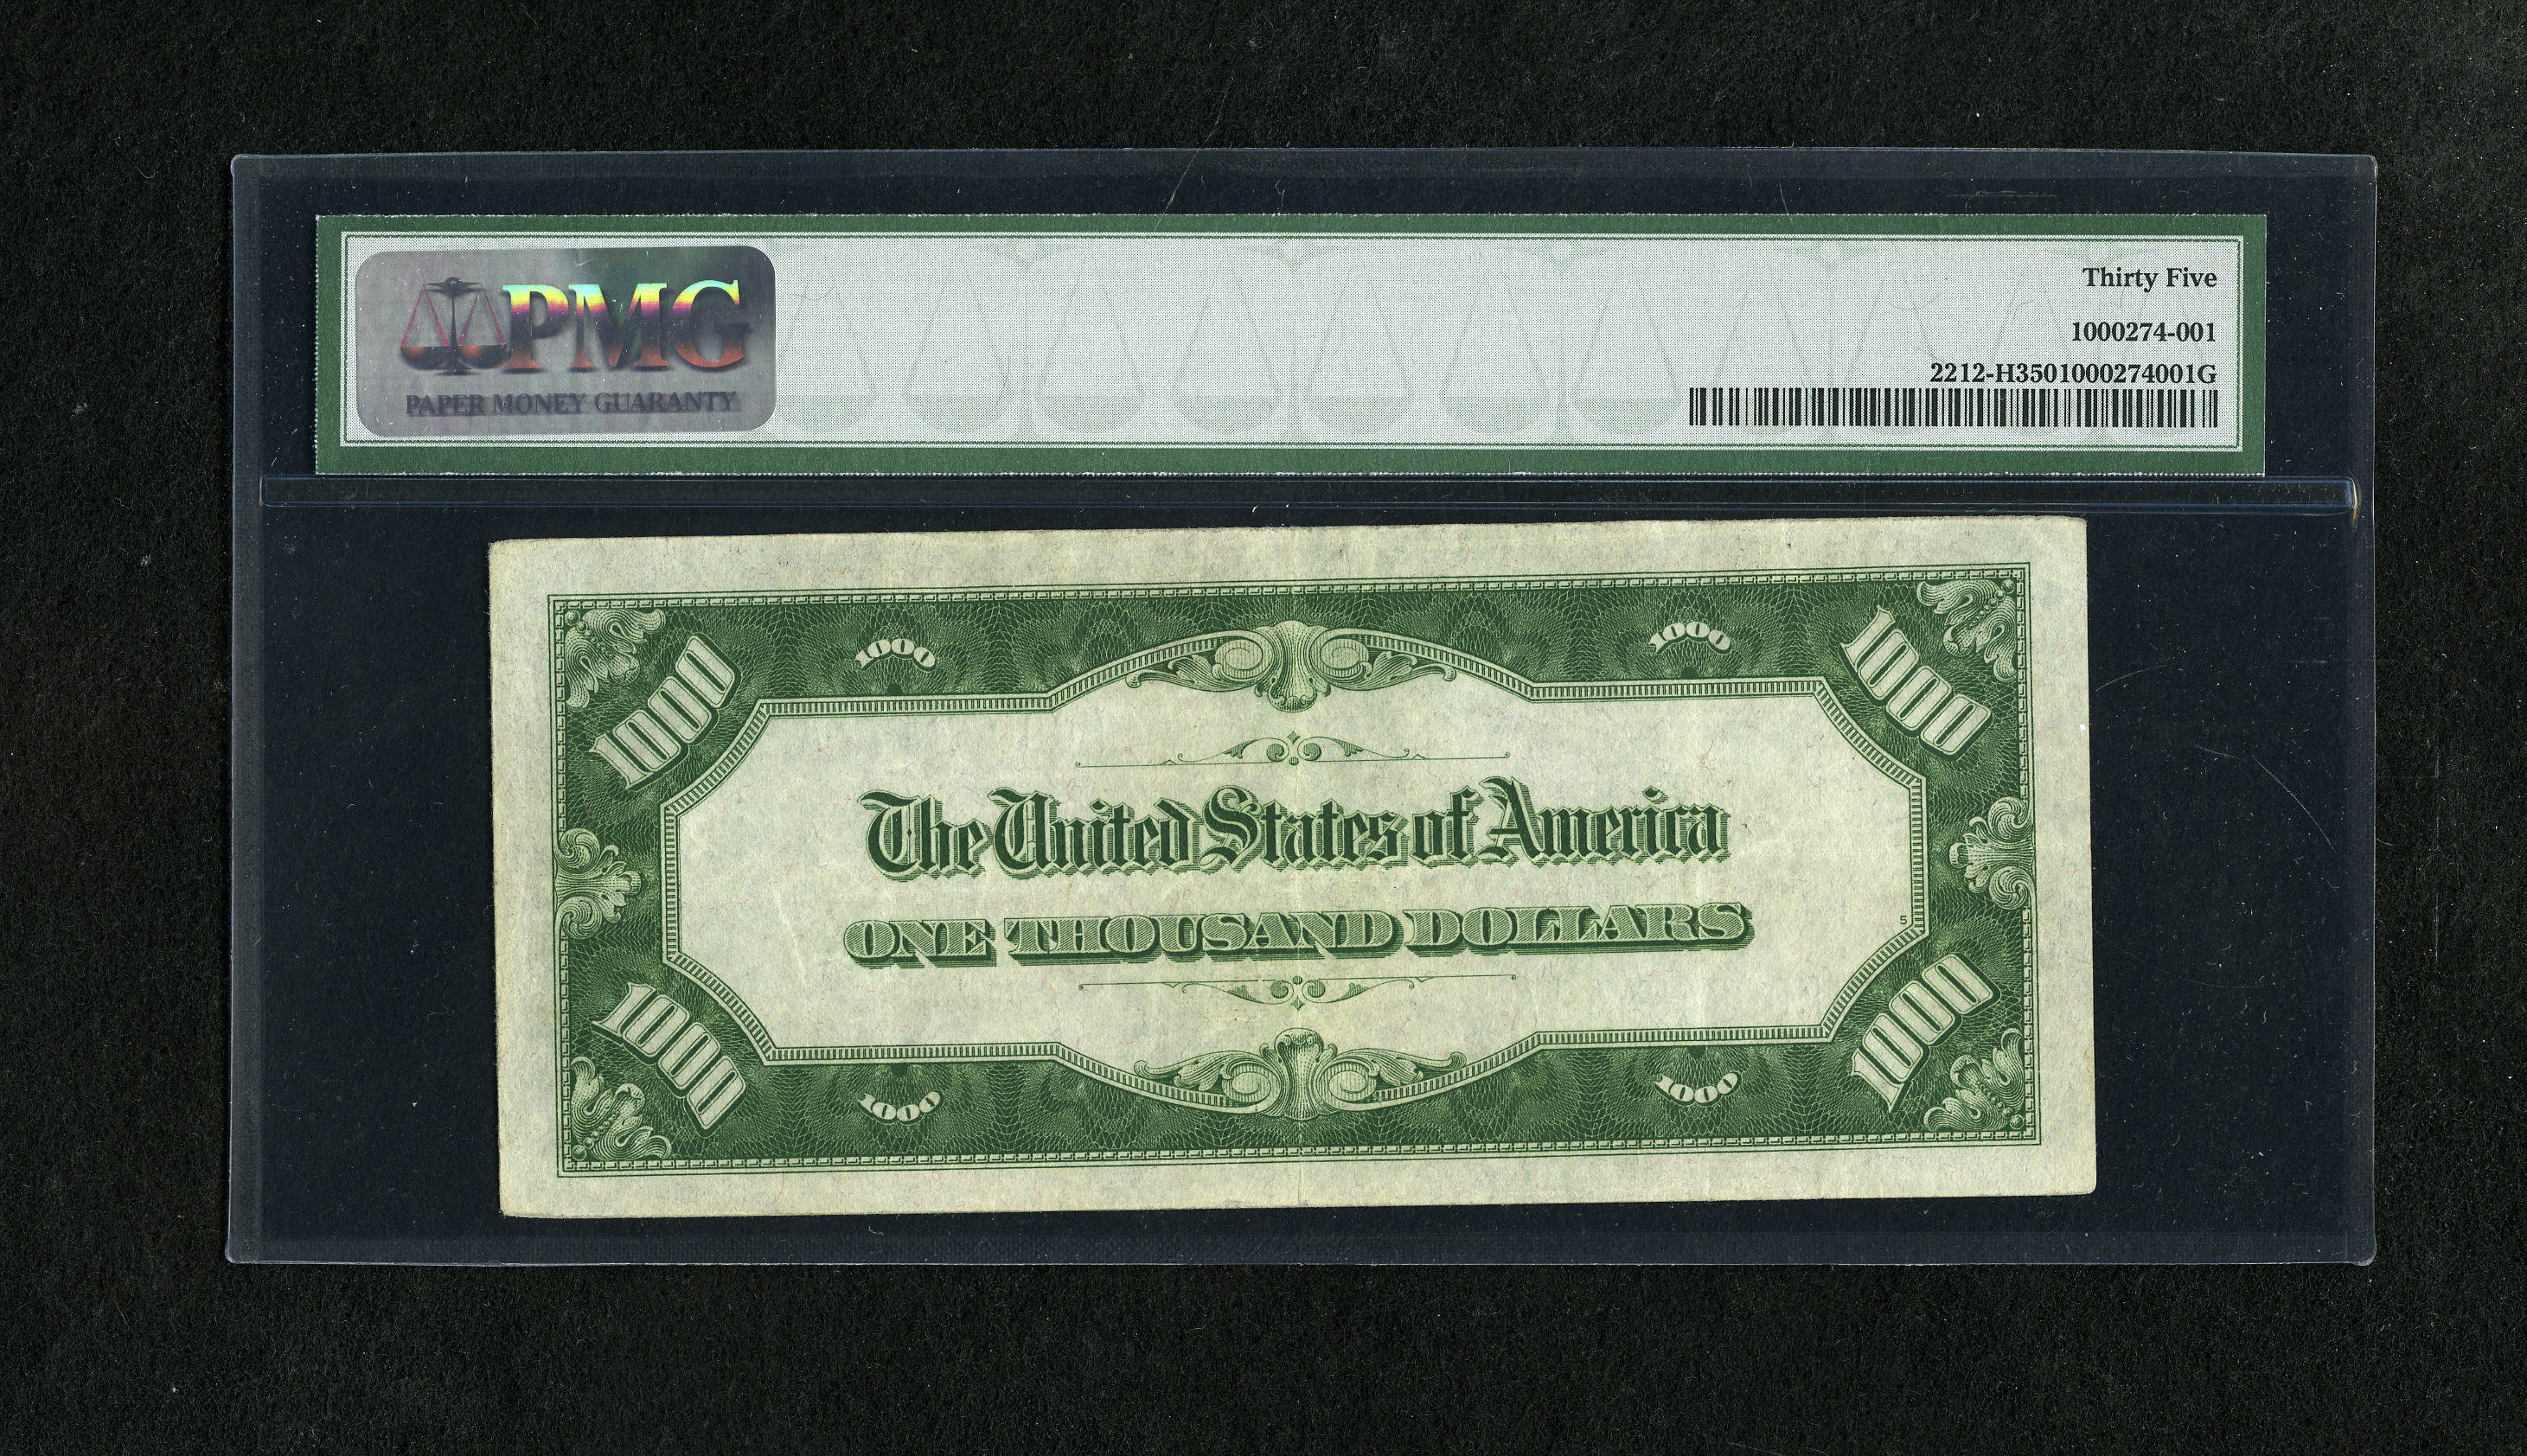 PMG
PAPER MONEY GUARANTY
Thirty Five
1000274-001
2212-H3501000274001G
1000 1000 1000 1000
The United States of America
ONE THOUSAND DOLLARS
5
1000 1000 1000 1000